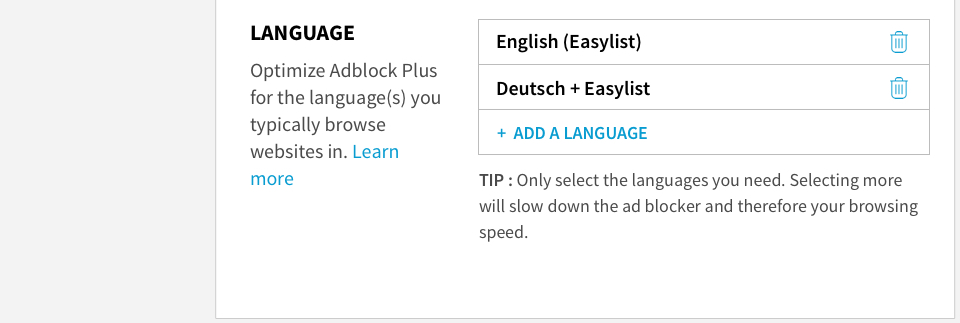 LANGUAGE
Optimize Adblock Plus
for the language(s) you
typically browse
websites in. Learn
more
English (Easylist)
Deutsch + Easylist
+ ADD A LANGUAGE
TIP : Only select the languages you need. Selecting more
will slow down the ad blocker and therefore your browsing
speed.